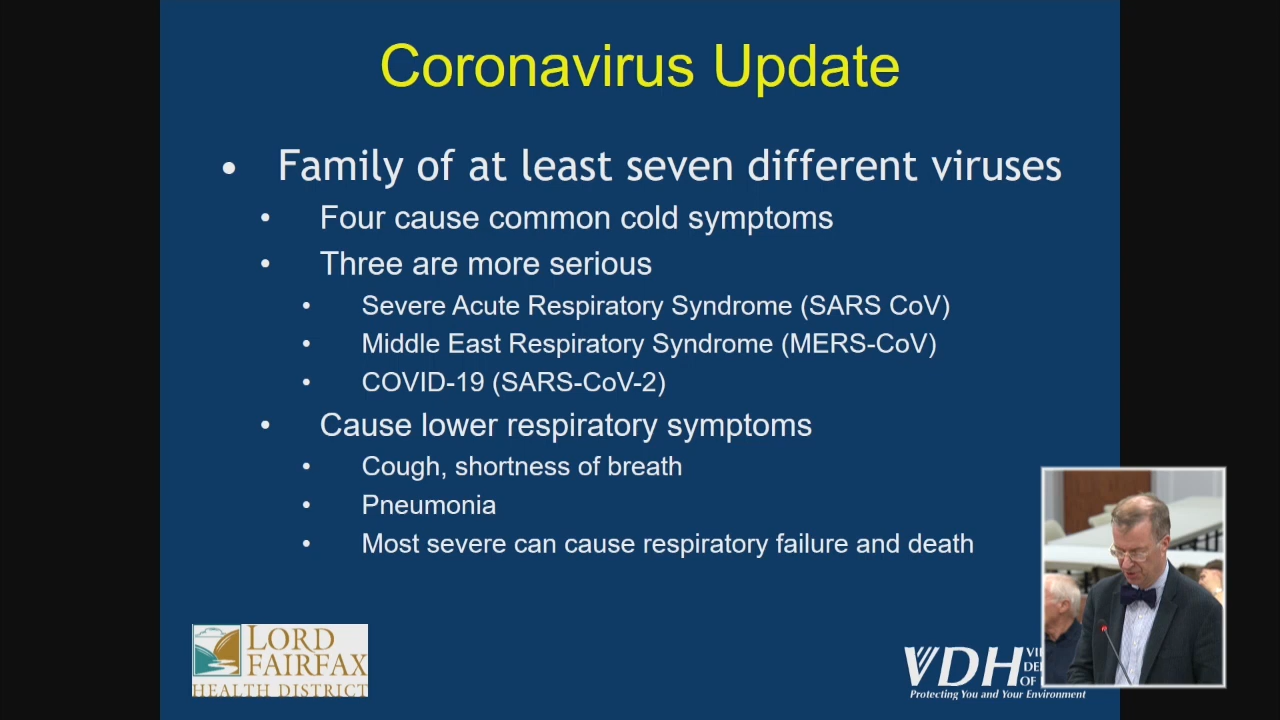 Coronavirus Update
• Family of at least seven different viruses
• Four cause common cold symptoms
• Three are more serious
• Severe Acute Respiratory Syndrome (SARS CoV)
• Middle East Respiratory Syndrome (MERS-CoV)
• COVID-19 (SARS-CoV-2)
• Cause lower respiratory symptoms
• Cough, shortness of breath
• Pneumonia
• Most severe can cause respiratory failure and death
LORD
FAIRFAX
HEALTH DISTRICT
VDH
Protecting You and Your Environment